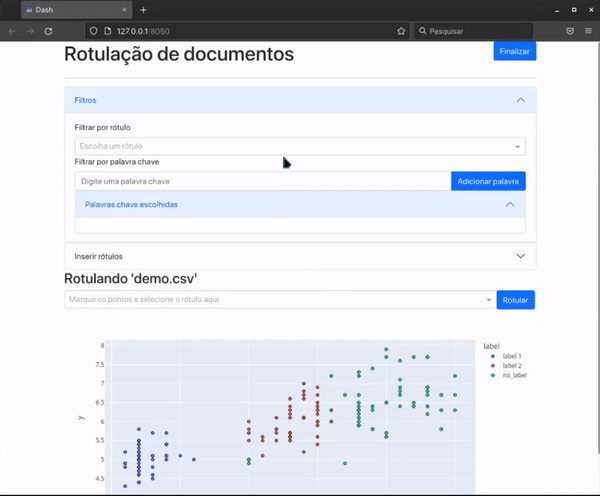 Dash
127.0.0.1:8050
Pesquisar
Rotulação de documentos
Finalizar
Filtros
Filtrar por rótulo
Escolha um rótulo
Filtrar por palavra chave
Digite uma palavra chave
Adicionar palavra
Palavras chave escolhidas
Inserir rótulos
Rotulando 'demo.csv'
Marque os pontos e selecione o rótulo aqui
Rotular
8
7.5
7
6.5
6
5.5
5
4.5
y
label
label 1
label 2
no_label